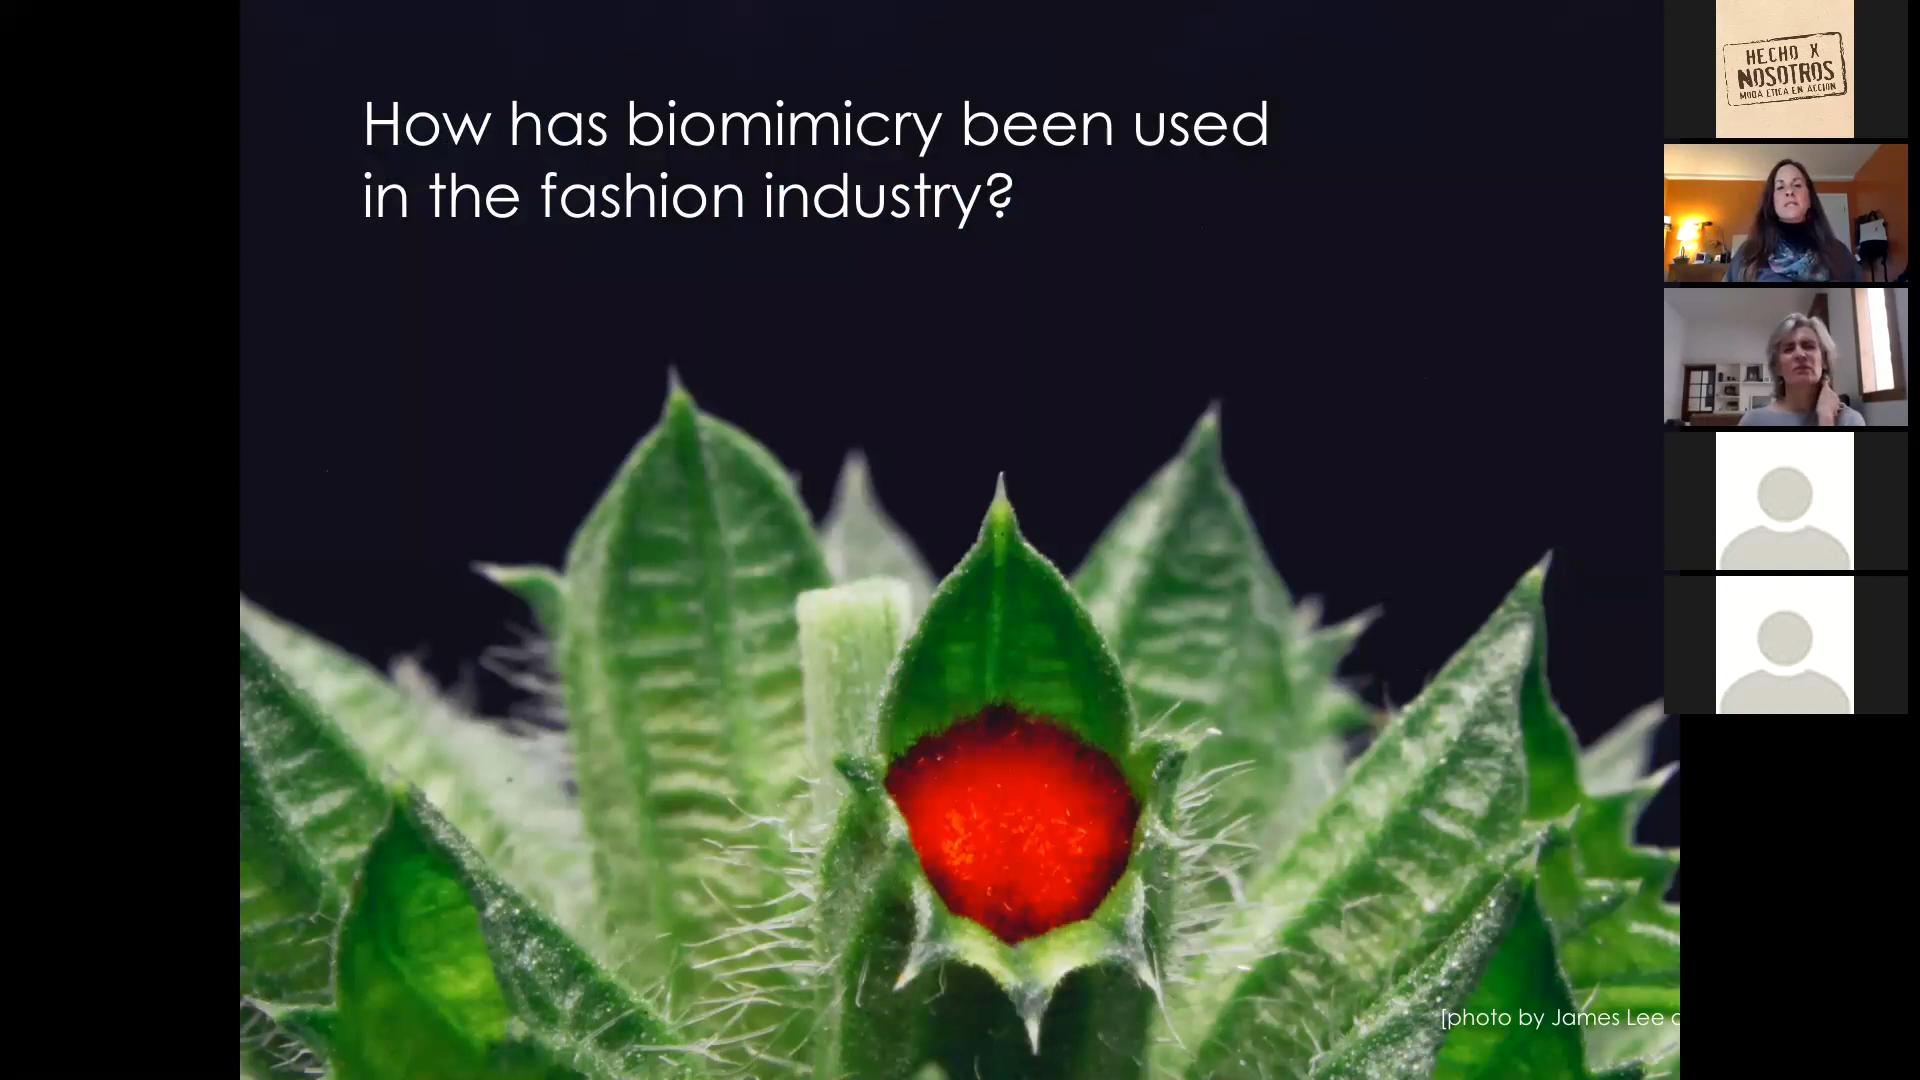 How has biomimicry been used
in the fashion industry?
HECHO X
NOSOTROS
MODA ETICA EN ACCION
[photo by James Lee